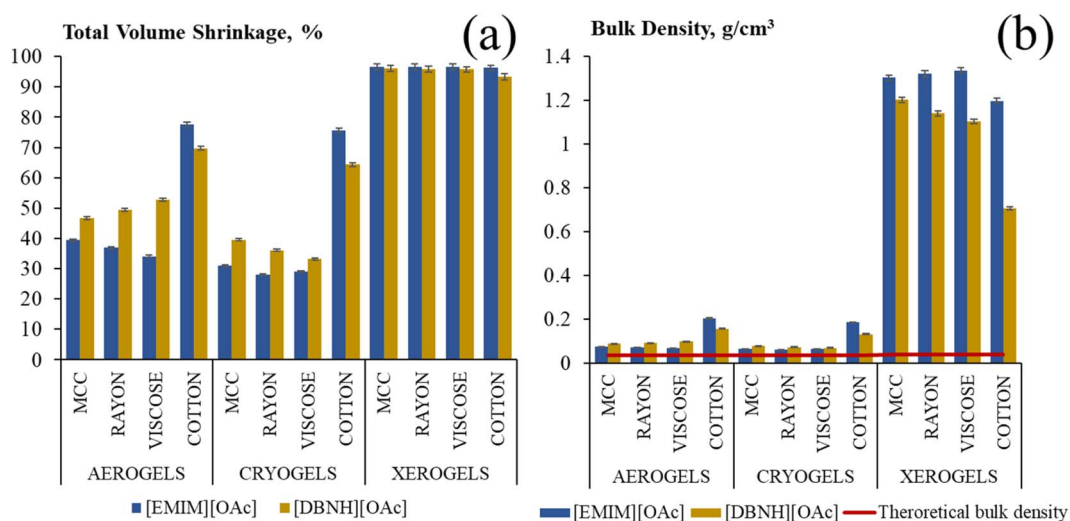 Total Volume Shrinkage, %
(a)
100
90
80
70
60
50
40
30
20
10
0
MCC
RAYON
VISCOSE
COTTON
MCC
RAYON
VISCOSE
COTTON
MCC
RAYON
VISCOSE
COTTON
AEROGELS
CRYOGELS
XEROGELS
[EMIM][OAc]
[DBNH][OAc]
Bulk Density, g/cm³
(b)
1.4
1.2
1
0.8
0.6
0.4
0.2
0
MCC
RAYON
VISCOSE
COTTON
MCC
RAYON
VISCOSE
COTTON
MCC
RAYON
VISCOSE
COTTON
AEROGELS
CRYOGELS
XEROGELS
[EMIM][OAc]
[DBNH][OAc]
Theroretical bulk density